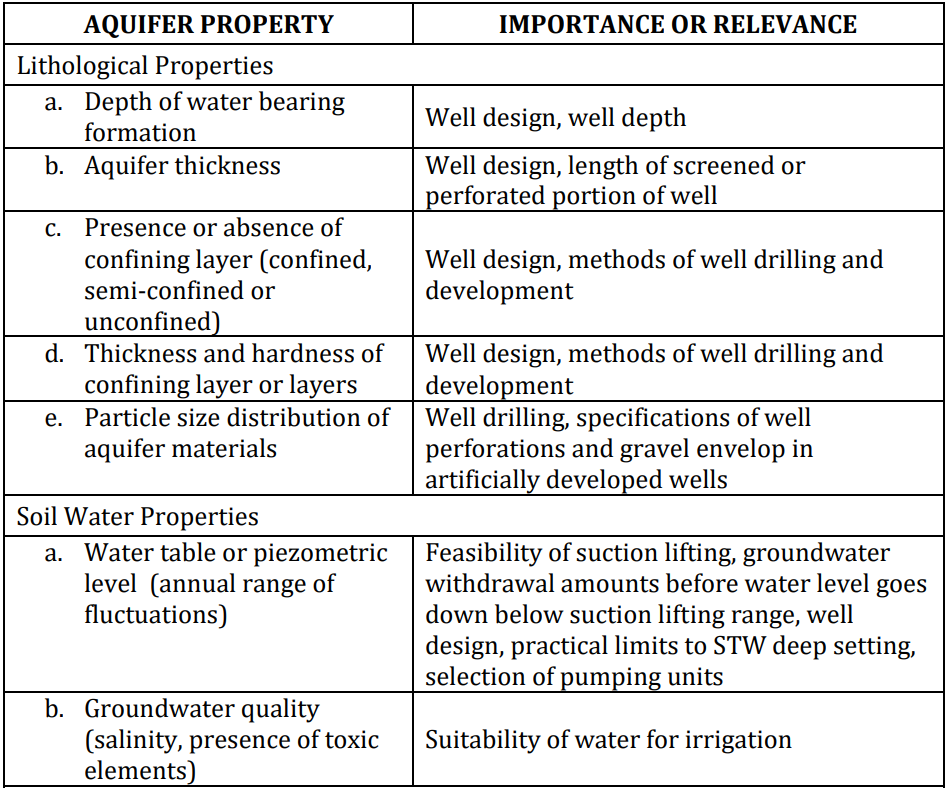 AQUIFER PROPERTY IMPORTANCE OR RELEVANCE
Lithological Properties
a. Depth of water bearing
formation
Well design, well depth
b. Aquifer thickness
Well design, length of screened or
perforated portion of well
c. Presence or absence of
confining layer (confined,
semi-confined or
unconfined)
Well design, methods of well drilling and
development
d. Thickness and hardness of
confining layer or layers
Well design, methods of well drilling and
development
e. Particle size distribution of
aquifer materials
Well drilling, specifications of well
perforations and gravel envelop in
artificially developed wells
Soil Water Properties
a. Water table or piezometric
level (annual range of
fluctuations)
Feasibility of suction lifting, groundwater
withdrawal amounts before water level goes
down below suction lifting range, well
design, practical limits to STW deep setting,
selection of pumping units
b. Groundwater quality
(salinity, presence of toxic
elements)
Suitability of water for irrigation